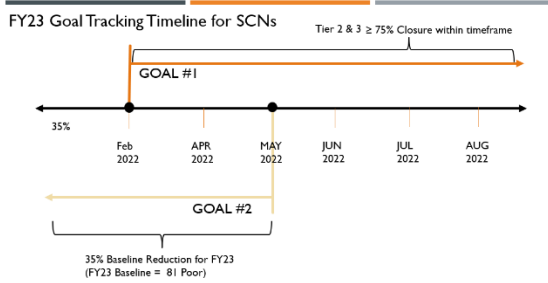 FY23 Goal Tracking Timeline for SCNs
Tier 2 & 3 ≥ 75% Closure within timeframe
GOAL #1
35%
Feb
2022
APR
2022
MAY
2022
JUN
2022
JUL
2022
AUG
2022
GOAL #2
35% Baseline Reduction for FY23
(FY23 Baseline = 81 Poor)